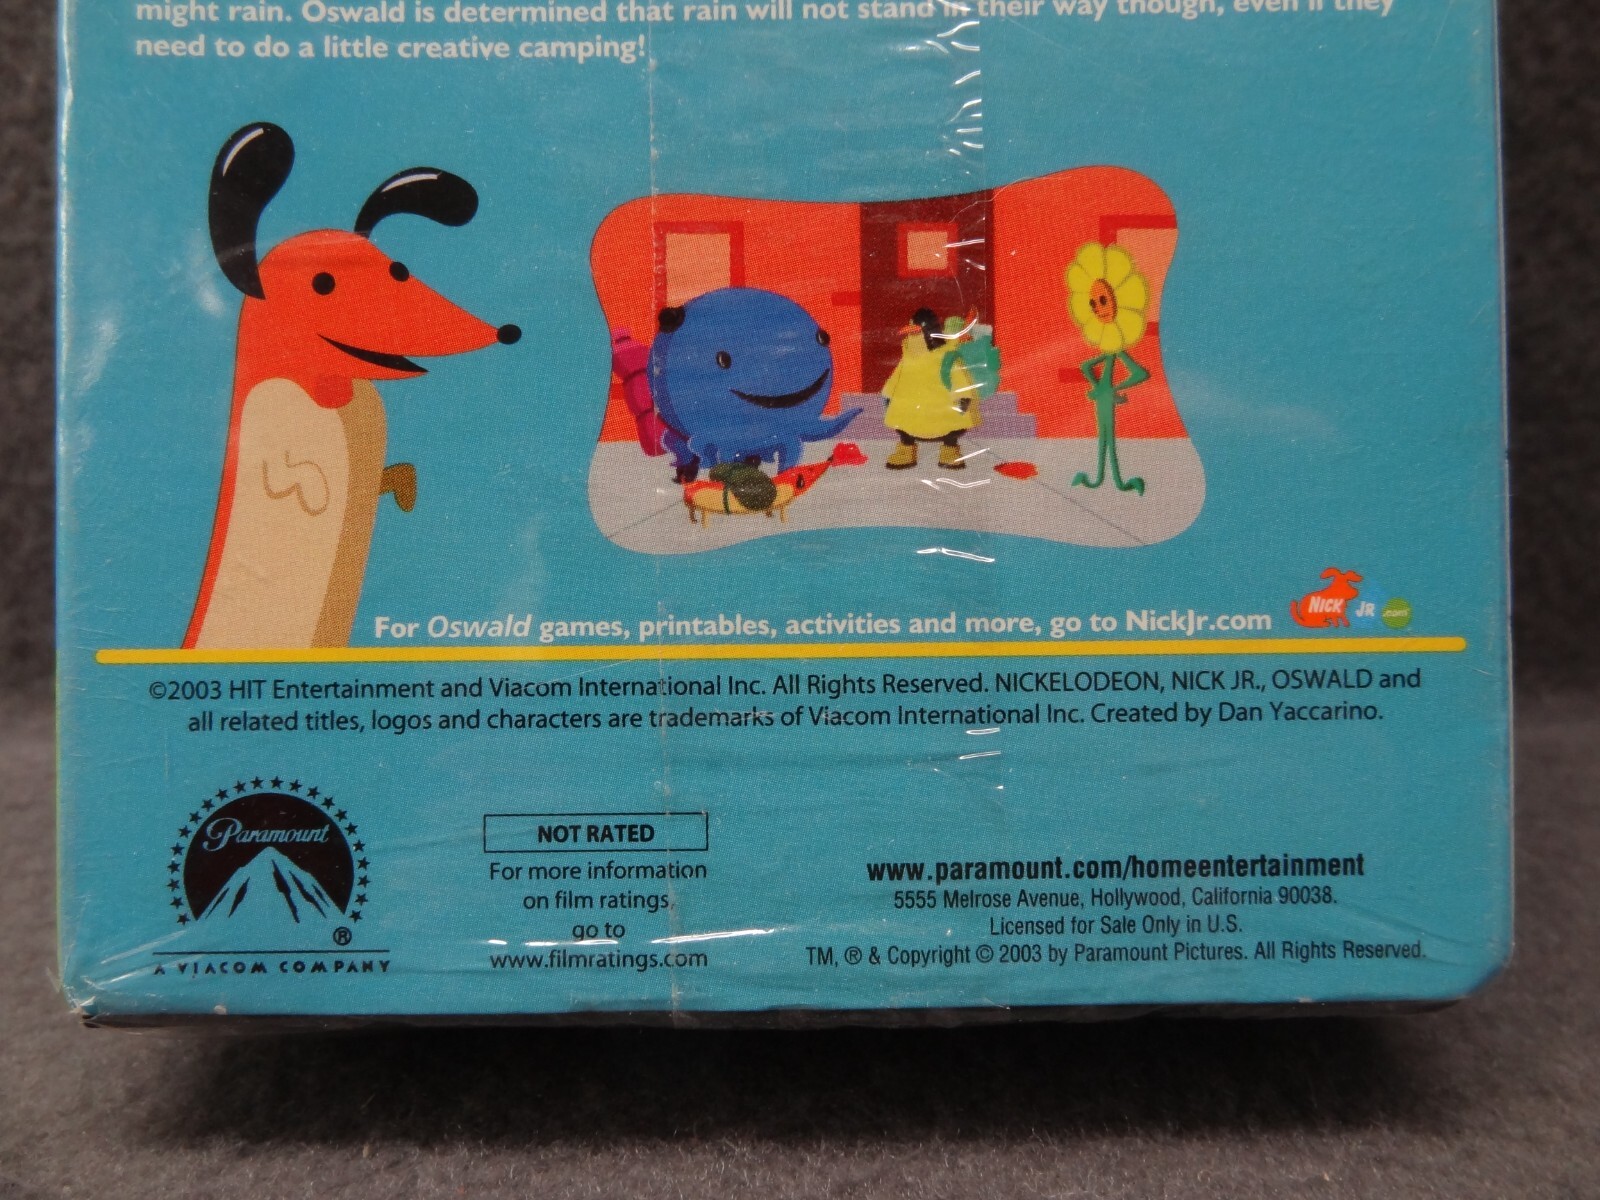 might rain. Oswald is determined that rain will not stand in their way though, even if they
need to do a little creative camping!
For Oswald games, printables, activities and more, go to NickJr.com
NICK JR .com
©2003 HIT Entertainment and Viacom International Inc. All Rights Reserved. NICKELODEON, NICK JR., OSWALD and
all related titles, logos and characters are trademarks of Viacom International Inc. Created by Dan Yaccarino.
Paramount
®
A VIACOM COMPANY
NOT RATED
For more information
on film ratings,
go to
www.filmratings.com
www.paramount.com/homeentertainment
5555 Melrose Avenue, Hollywood, California 90038.
Licensed for Sale Only in U.S.
TM, ® & Copyright © 2003 by Paramount Pictures. All Rights Reserved.